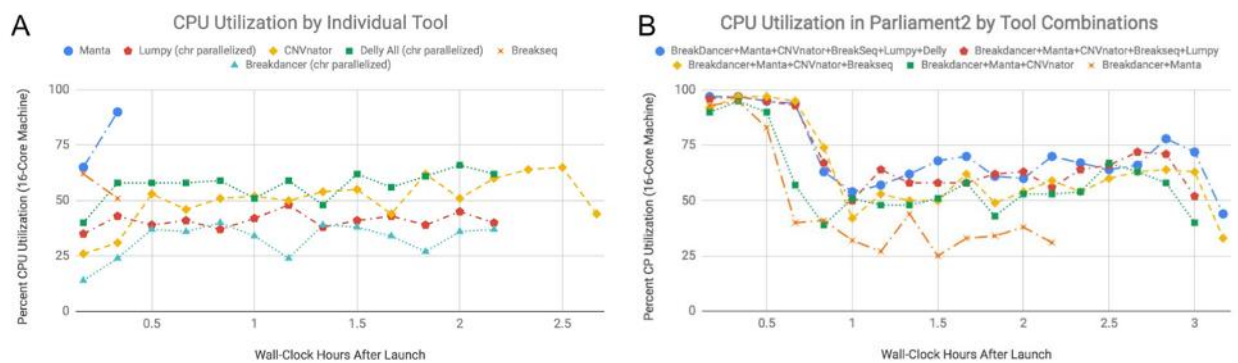 A
CPU Utilization by Individual Tool
Manta Lumpy (chr parallelized) CNVnator Delly All (chr parallelized) Breakseq
Breakdancer (chr parallelized)
Percent CPU Utilization (16-Core Machine)
100
75
50
25
0
0.5 1 1.5 2 2.5
Wall-Clock Hours After Launch
B
CPU Utilization in Parliament2 by Tool Combinations
BreakDancer+Manta+CNVnator+BreakSeq+Lumpy+Delly Breakdancer+Manta+CNVnator+Breakseq+Lumpy
Breakdancer+Manta+CNVnator+Breakseq Breakdancer+Manta+CNVnator Breakdancer+Manta
Percent CP Utilization (16-Core Machine)
100
75
50
25
0
0.5 1 1.5 2 2.5 3
Wall-Clock Hours After Launch